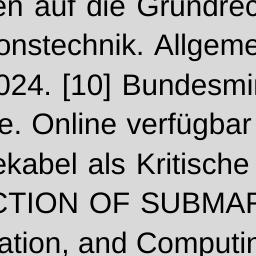 en auf die Grundrec
onstechnik. Allgeme
024. [10] Bundesmi
e. Online verfügbar
ekabel als Kritische
CTION OF SUBMAR
ation, and Computin